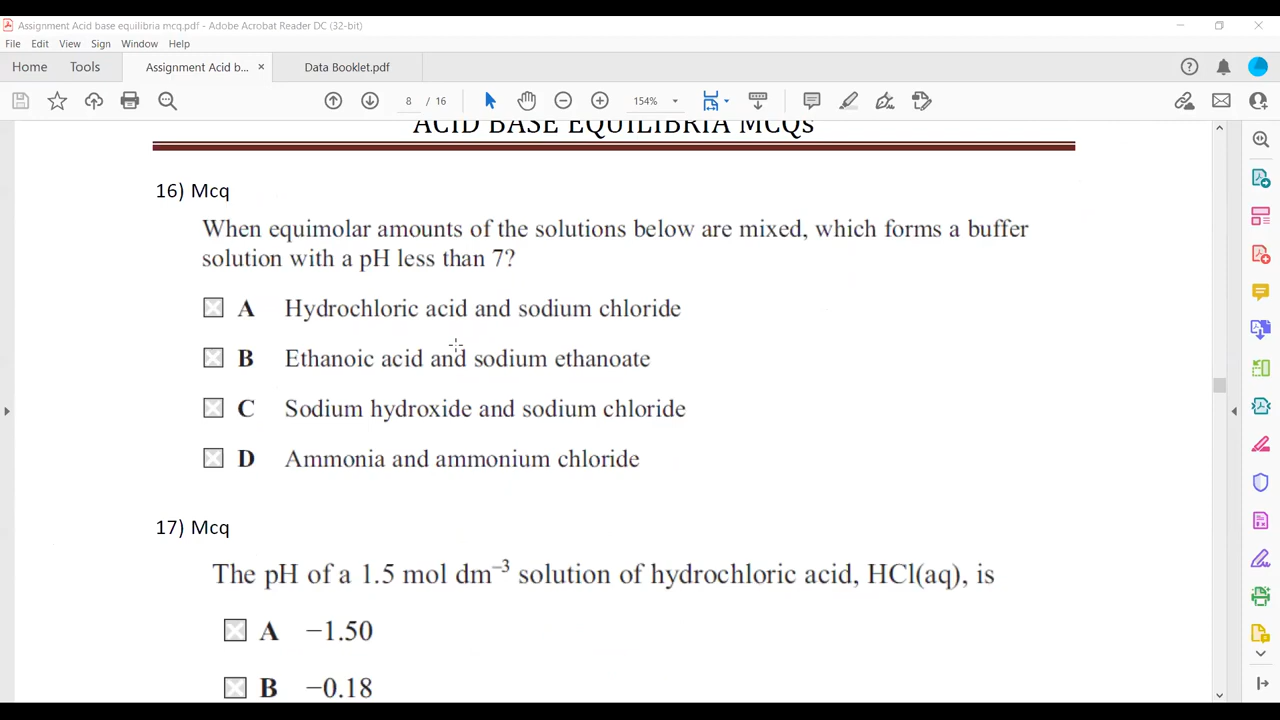 Assignment Acid base equilibria mcq.pdf - Adobe Acrobat Reader DC (32-bit)
File Edit View Sign Window Help
Home Tools Assignment Acid b... × Data Booklet.pdf
8 / 16 154%
ACID BASE EQUILIBRIA MCQs
16) Mcq
When equimolar amounts of the solutions below are mixed, which forms a buffer
solution with a pH less than 7?
A Hydrochloric acid and sodium chloride
B Ethanoic acid and sodium ethanoate
C Sodium hydroxide and sodium chloride
D Ammonia and ammonium chloride
17) Mcq
The pH of a 1.5 mol dm⁻³ solution of hydrochloric acid, HCl(aq), is
A −1.50
B −0.18